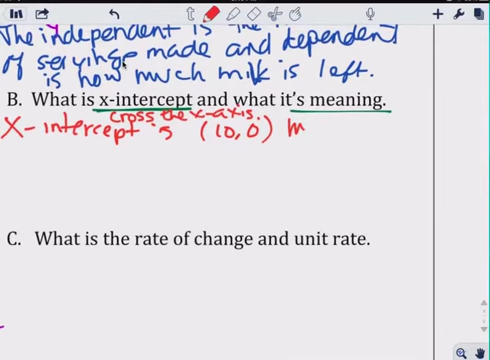 The independent is the
of servings made and dependent
is how much milk is left.
B. What is x-intercept and what it's meaning.
cross the x-axis.
X-intercept is (10,0) m
C. What is the rate of change and unit rate.